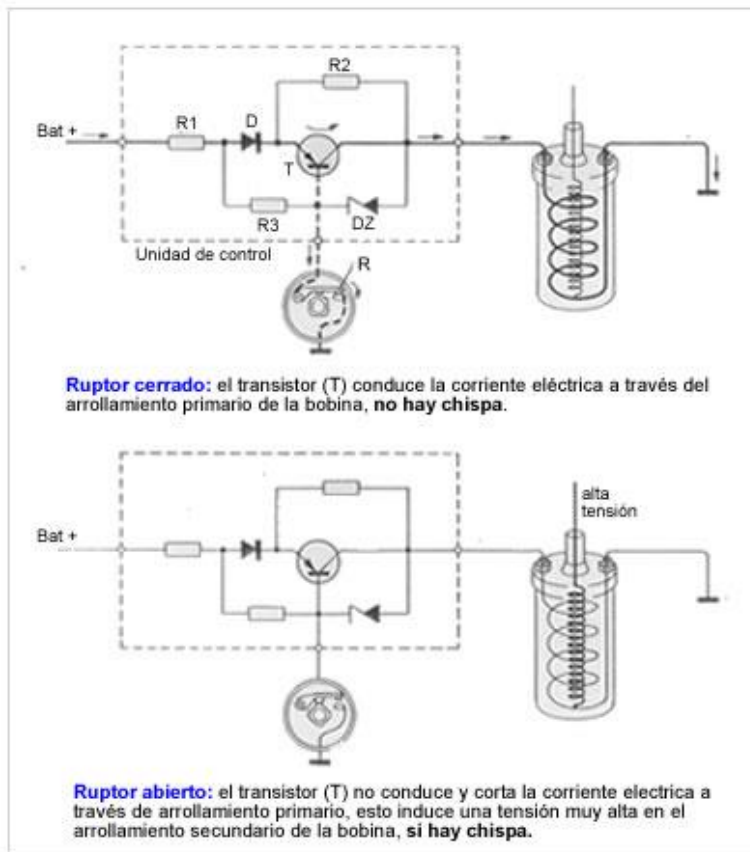 R2
D
Bat +
R1
T
R3
DZ
Unidad de control
R
Ruptor cerrado: el transistor (T) conduce la corriente eléctrica a través del
arrollamiento primario de la bobina, no hay chispa.
alta
tensión
Bat +
Ruptor abierto: el transistor (T) no conduce y corta la corriente electrica a
través de arrollamiento primario, esto induce una tensión muy alta en el
arrollamiento secundario de la bobina, si hay chispa.